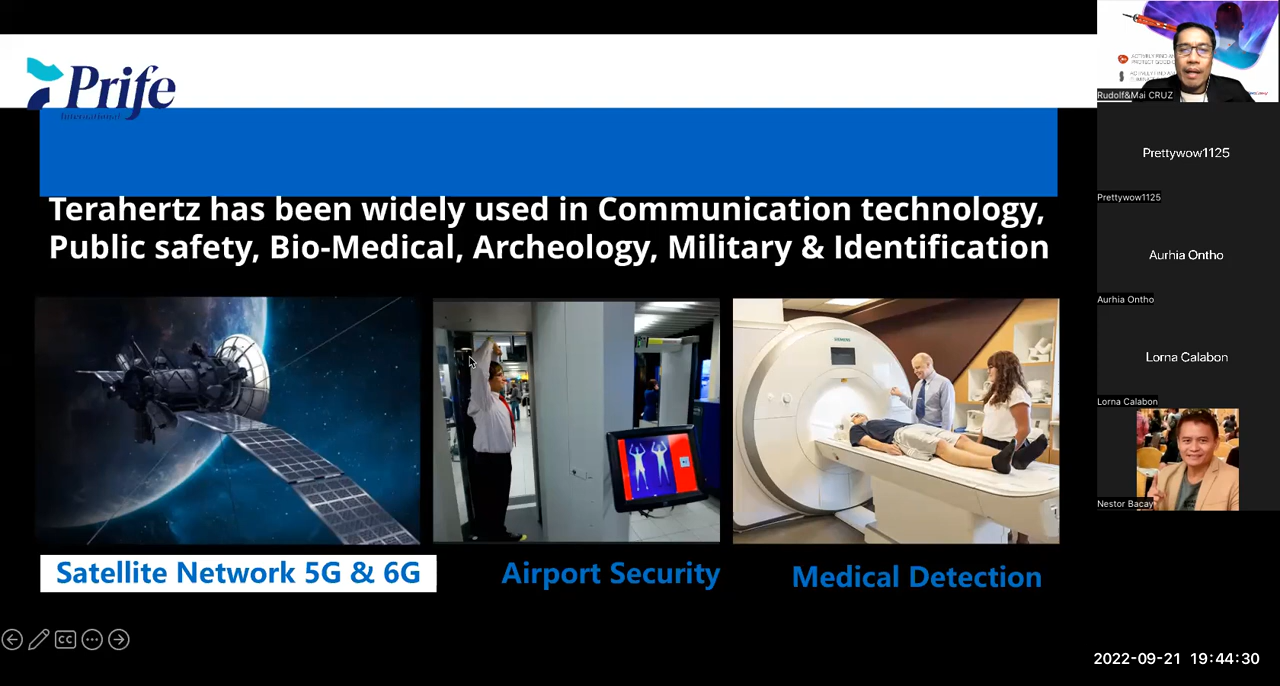 Prife
International
Terahertz has been widely used in Communication technology,
Public safety, Bio-Medical, Archeology, Military & Identification
SIEMENS
Satellite Network 5G & 6G
Airport Security
Medical Detection
CC
Rudolf&Mai CRUZ
Prettywow1125
Prettywow1125
Aurhia Ontho
Aurhia Ontho
Lorna Calabon
Lorna Calabon
Nestor Bacay
2022-09-21 19:44:30